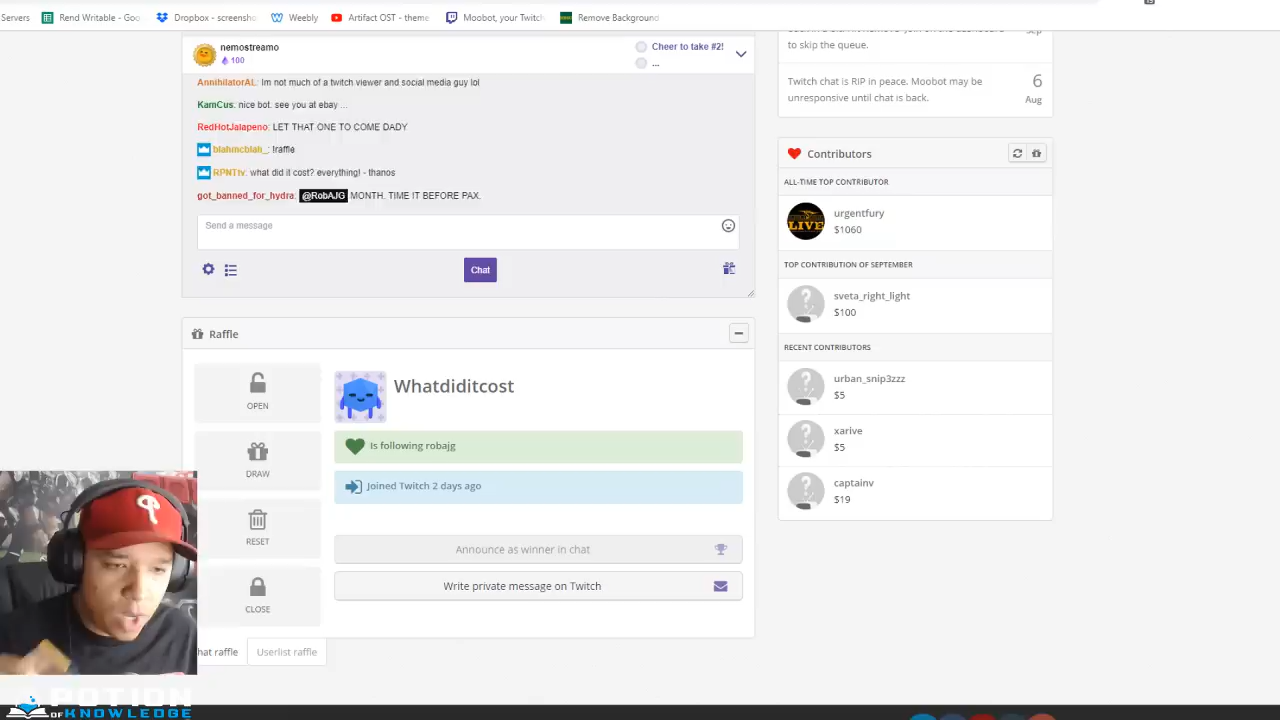 Servers
Rend Writable - Goo
Dropbox - screensh
Weebly
Artifact OST - theme
Moobot, your Twitch
Remove Background
nemostreamo
100
Cheer to take #2!
...
AnnihilatorAL: Im not much of a twitch viewer and social media guy lol
KamCus: nice bot. see you at ebay ...
RedHotJalapeno: LET THAT ONE TO COME DADY
blahmcblah_: !raffle
RPNTtv: what did it cost? everything! - thanos
got_banned_for_hydra: @RobAJG MONTH. TIME IT BEFORE PAX.
Send a message
Chat
Raffle
OPEN
DRAW
RESET
CLOSE
Whatdiditcost
Is following robajg
Joined Twitch 2 days ago
Announce as winner in chat
Write private message on Twitch
hat raffle
Userlist raffle
to skip the queue.
Sep
Twitch chat is RIP in peace. Moobot may be
unresponsive until chat is back.
6
Aug
Contributors
ALL-TIME TOP CONTRIBUTOR
urgentfury
$1060
TOP CONTRIBUTION OF SEPTEMBER
sveta_right_light
$100
RECENT CONTRIBUTORS
urban_snip3zzz
$5
xarive
$5
captainv
$19
LIVE
POTION
OF KNOWLEDGE